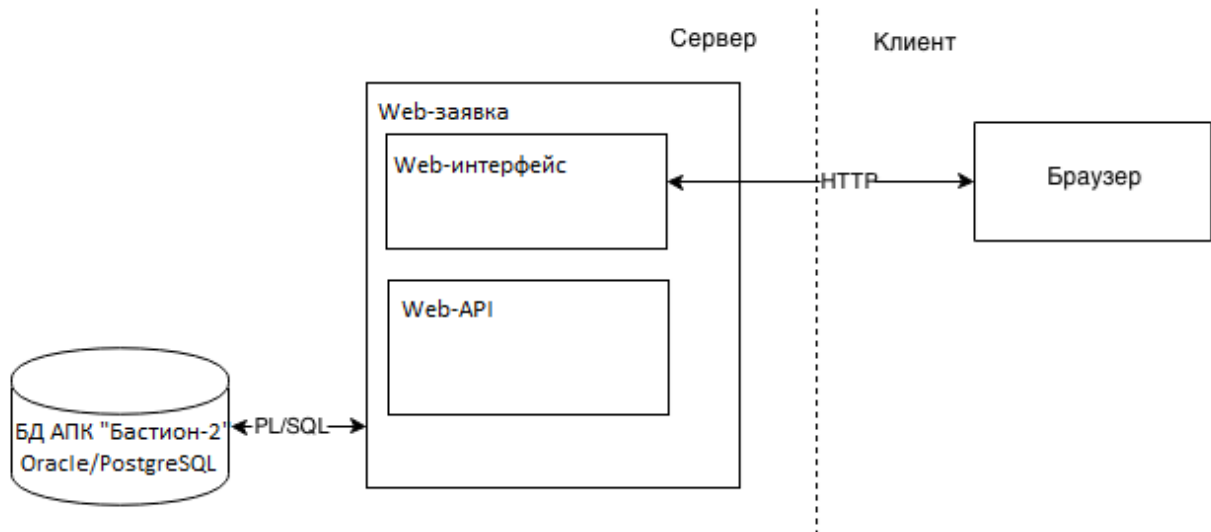 Сервер
Клиент
Web-заявка
Web-интерфейс
HTTP
Браузер
Web-API
БД АПК "Бастион-2"
Oracle/PostgreSQL
PL/SQL